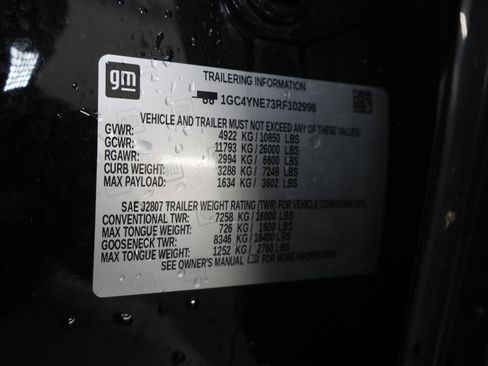 gm
TRAILERING INFORMATION
1GC4YNE73RF102996
VEHICLE AND TRAILER MUST NOT EXCEED ANY OF THESE VALUES
GVWR: 4922 KG / 10850 LBS
GCWR: 11793 KG / 26000 LBS
RGAWR: 2994 KG / 6600 LBS
CURB WEIGHT: 3288 KG / 7248 LBS
MAX PAYLOAD: 1634 KG / 3602 LBS
SAE J2807 TRAILER WEIGHT RATING (TWR) FOR VEHICLE CONFIGURATION.
CONVENTIONAL TWR: 7258 KG / 16000 LBS
MAX TONGUE WEIGHT: 726 KG / 1600 LBS
GOOSENECK TWR: 8346 KG / 18400 LBS
MAX TONGUE WEIGHT: 1252 KG / 2760 LBS
SEE OWNER'S MANUAL FOR MORE INFORMATION